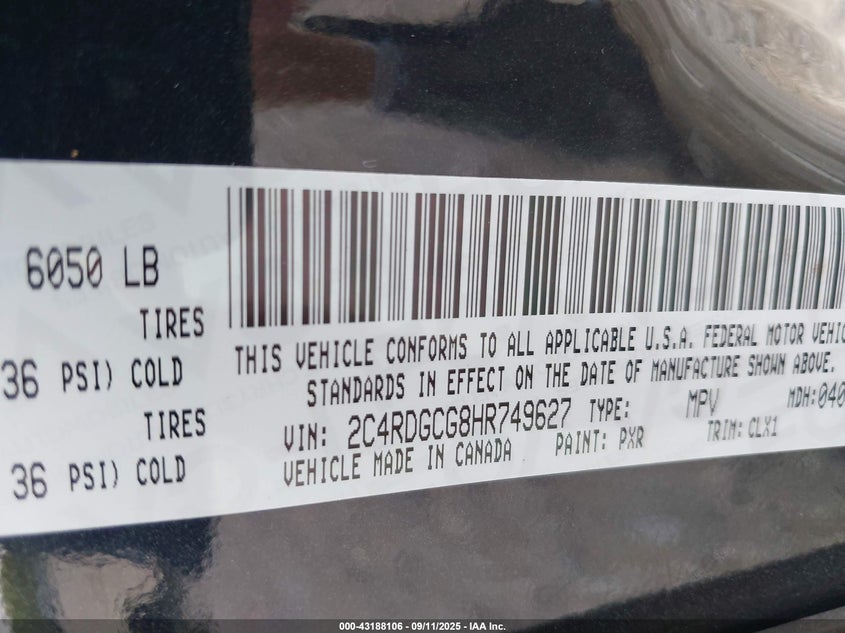 6050 LB
TIRES
36 PSI) COLD
TIRES
36 PSI) COLD
THIS VEHICLE CONFORMS TO ALL APPLICABLE U.S.A. FEDERAL MOTOR
STANDARDS IN EFFECT ON THE DATE OF MANUFACTURE SHOWN ABOVE.
VIN: 2C4RDGCG8HR749627 TYPE: MPV MDH:040
VEHICLE MADE IN CANADA PAINT: PXR TRIM: CLX1
000-43188106 - 09/11/2025 - IAA Inc.